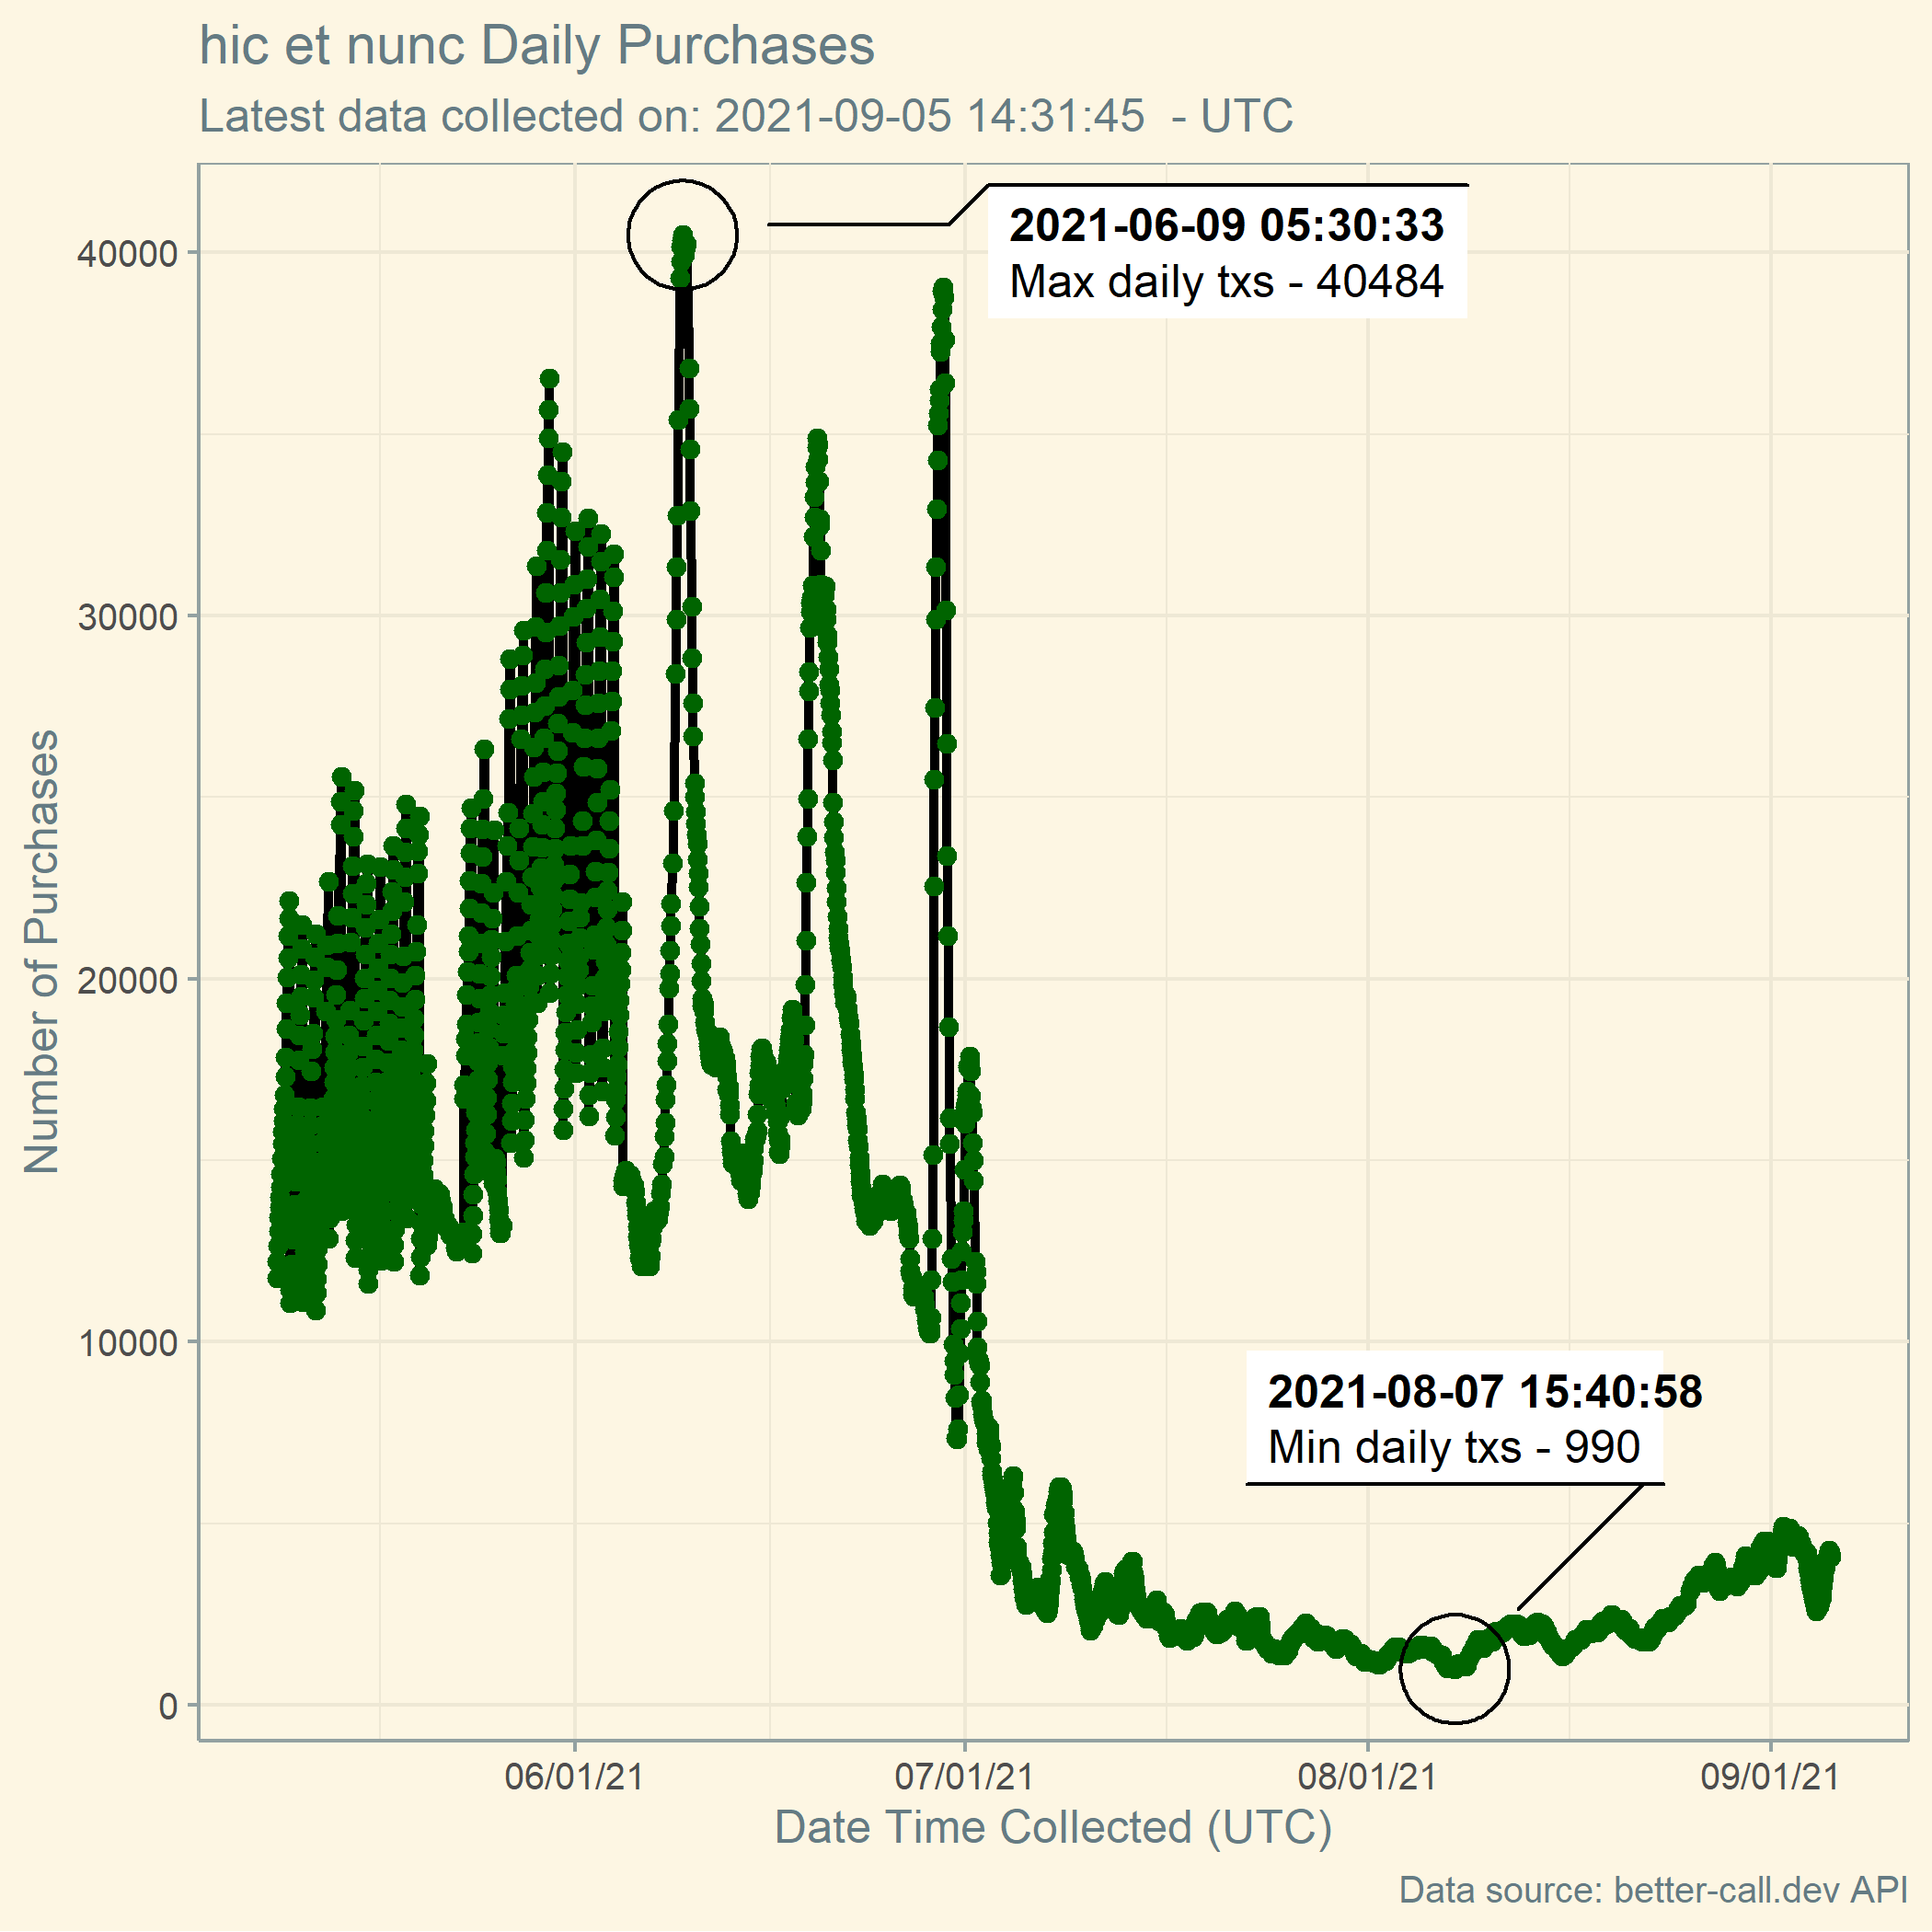 hic et nunc Daily Purchases
Latest data collected on: 2021-09-05 14:31:45  - UTC
2021-06-09 05:30:33
Max daily txs - 40484
40000
30000
Number of Purchases
20000
10000
2021-08-07 15:40:58
Min daily txs - 990
0
06/01/21
07/01/21
08/01/21
09/01/21
Date Time Collected (UTC)
Data source: better-call.dev API